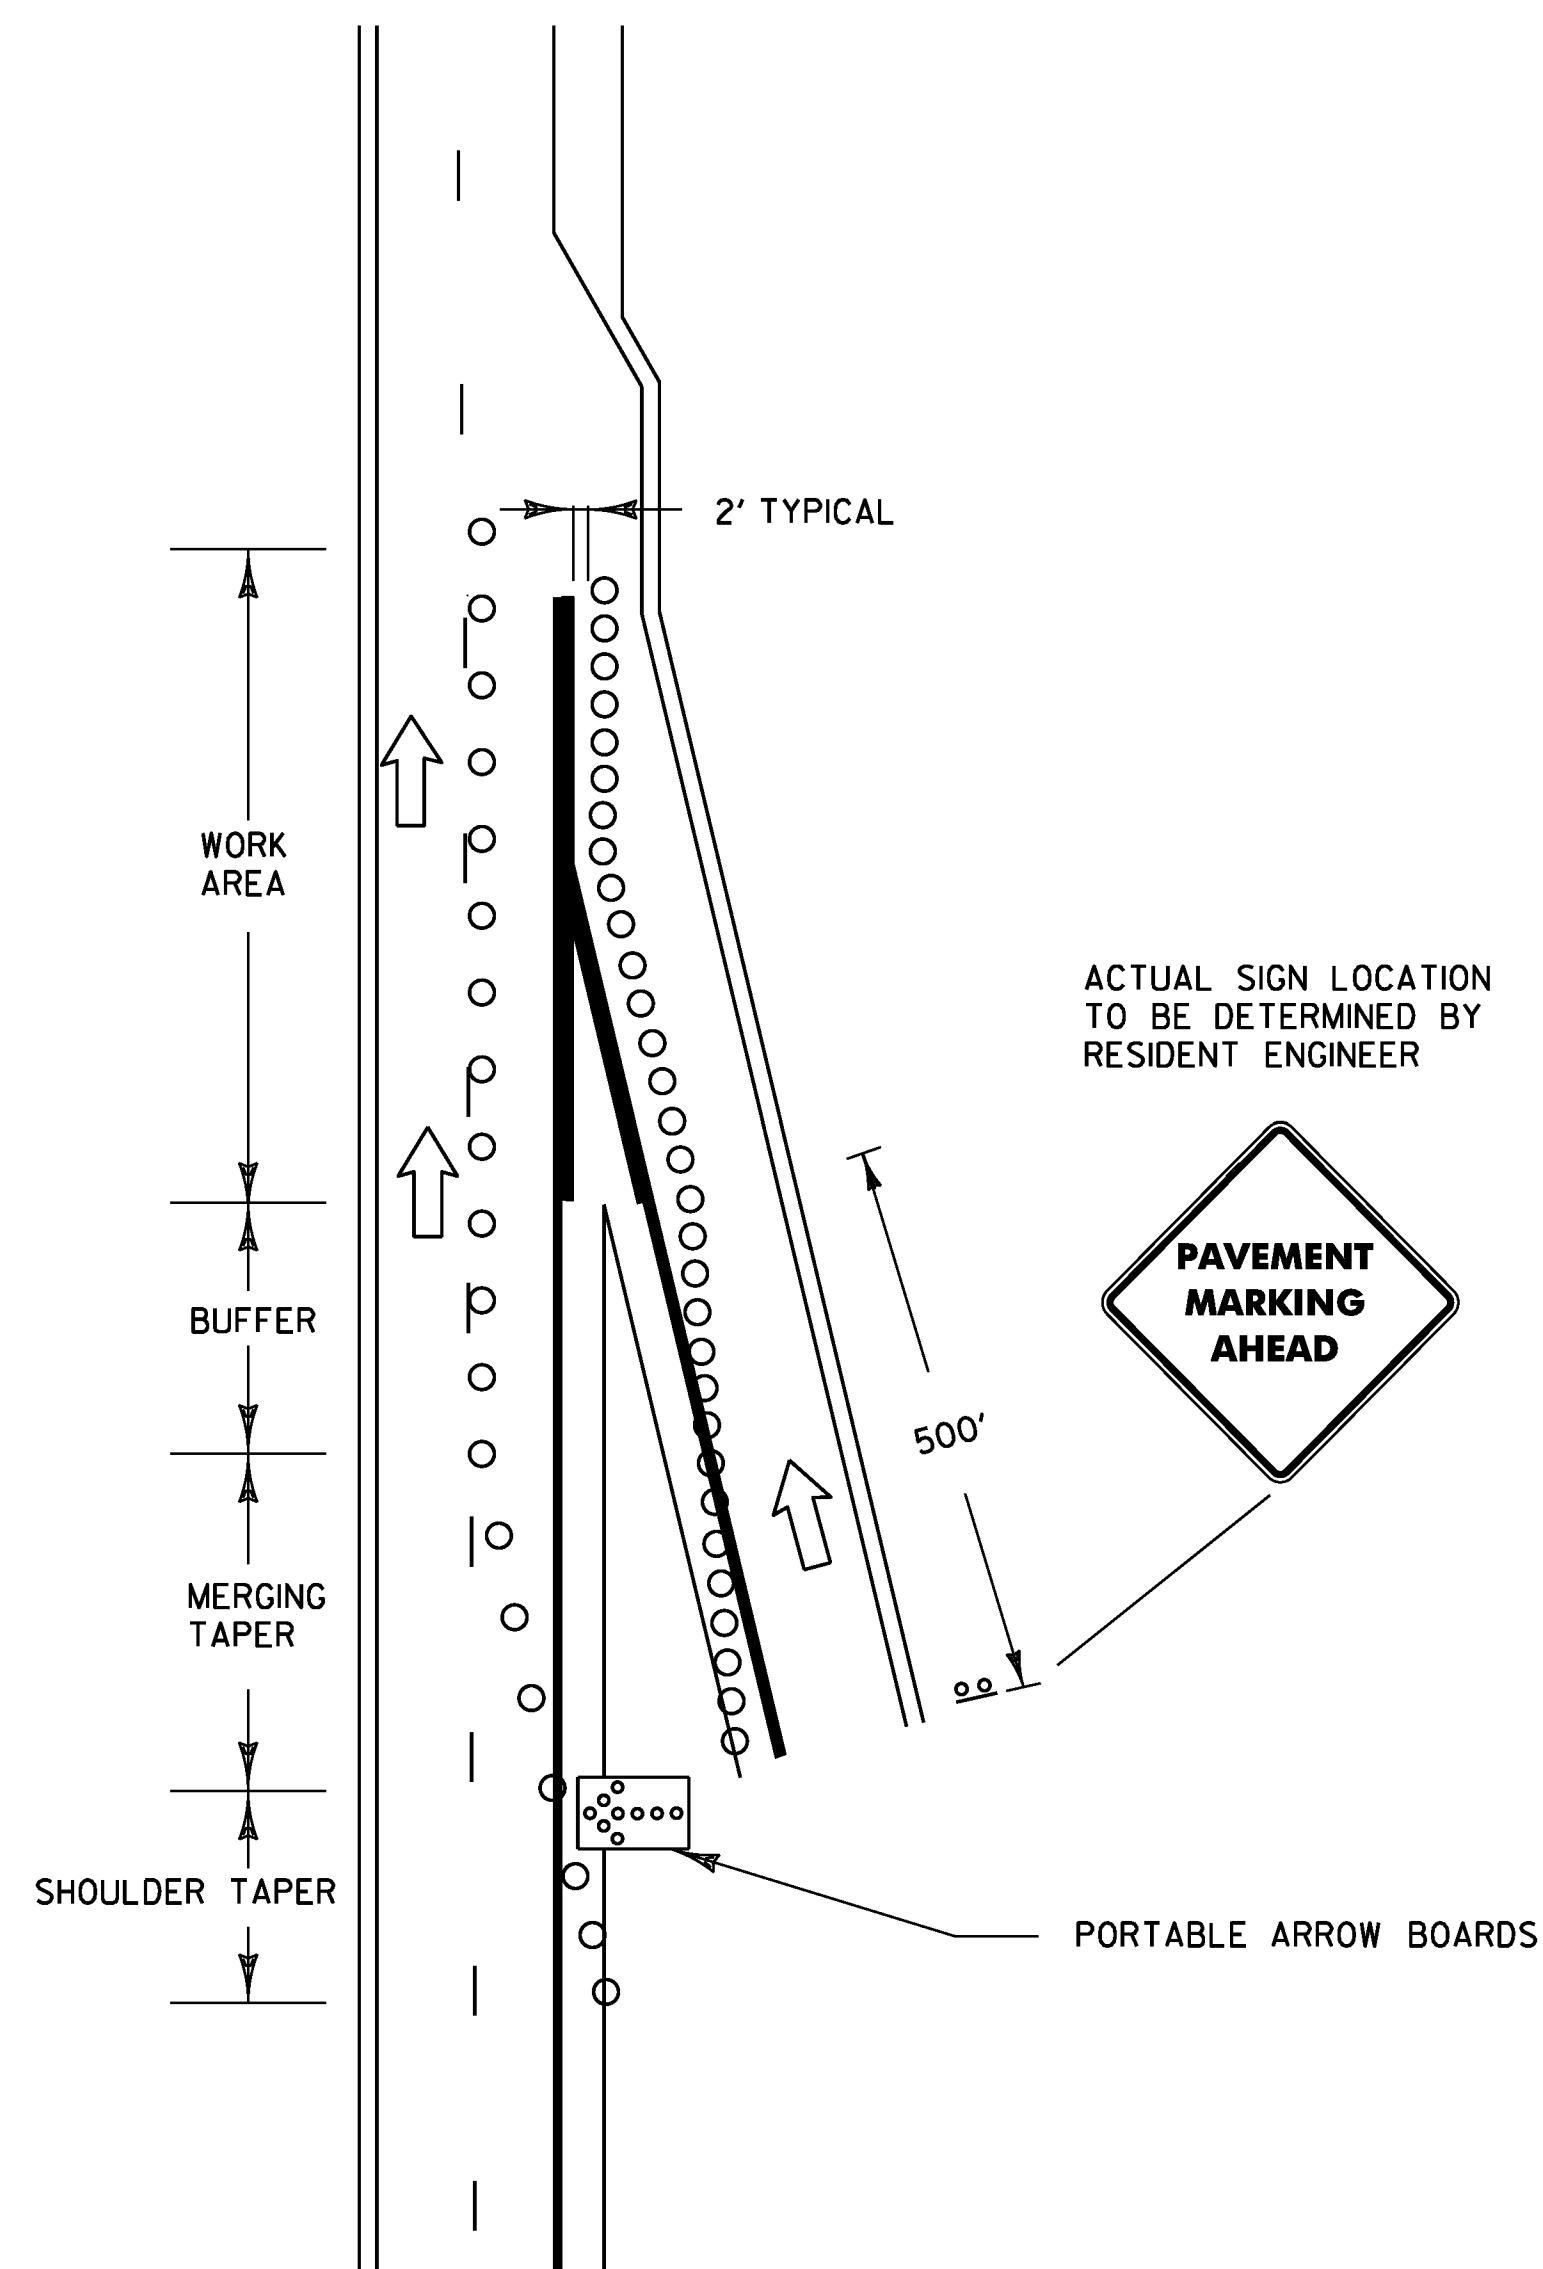 2' TYPICAL
WORK
AREA
ACTUAL SIGN LOCATION
TO BE DETERMINED BY
RESIDENT ENGINEER
PAVEMENT
MARKING
AHEAD
BUFFER
500'
MERGING
TAPER
SHOULDER TAPER
PORTABLE ARROW BOARDS